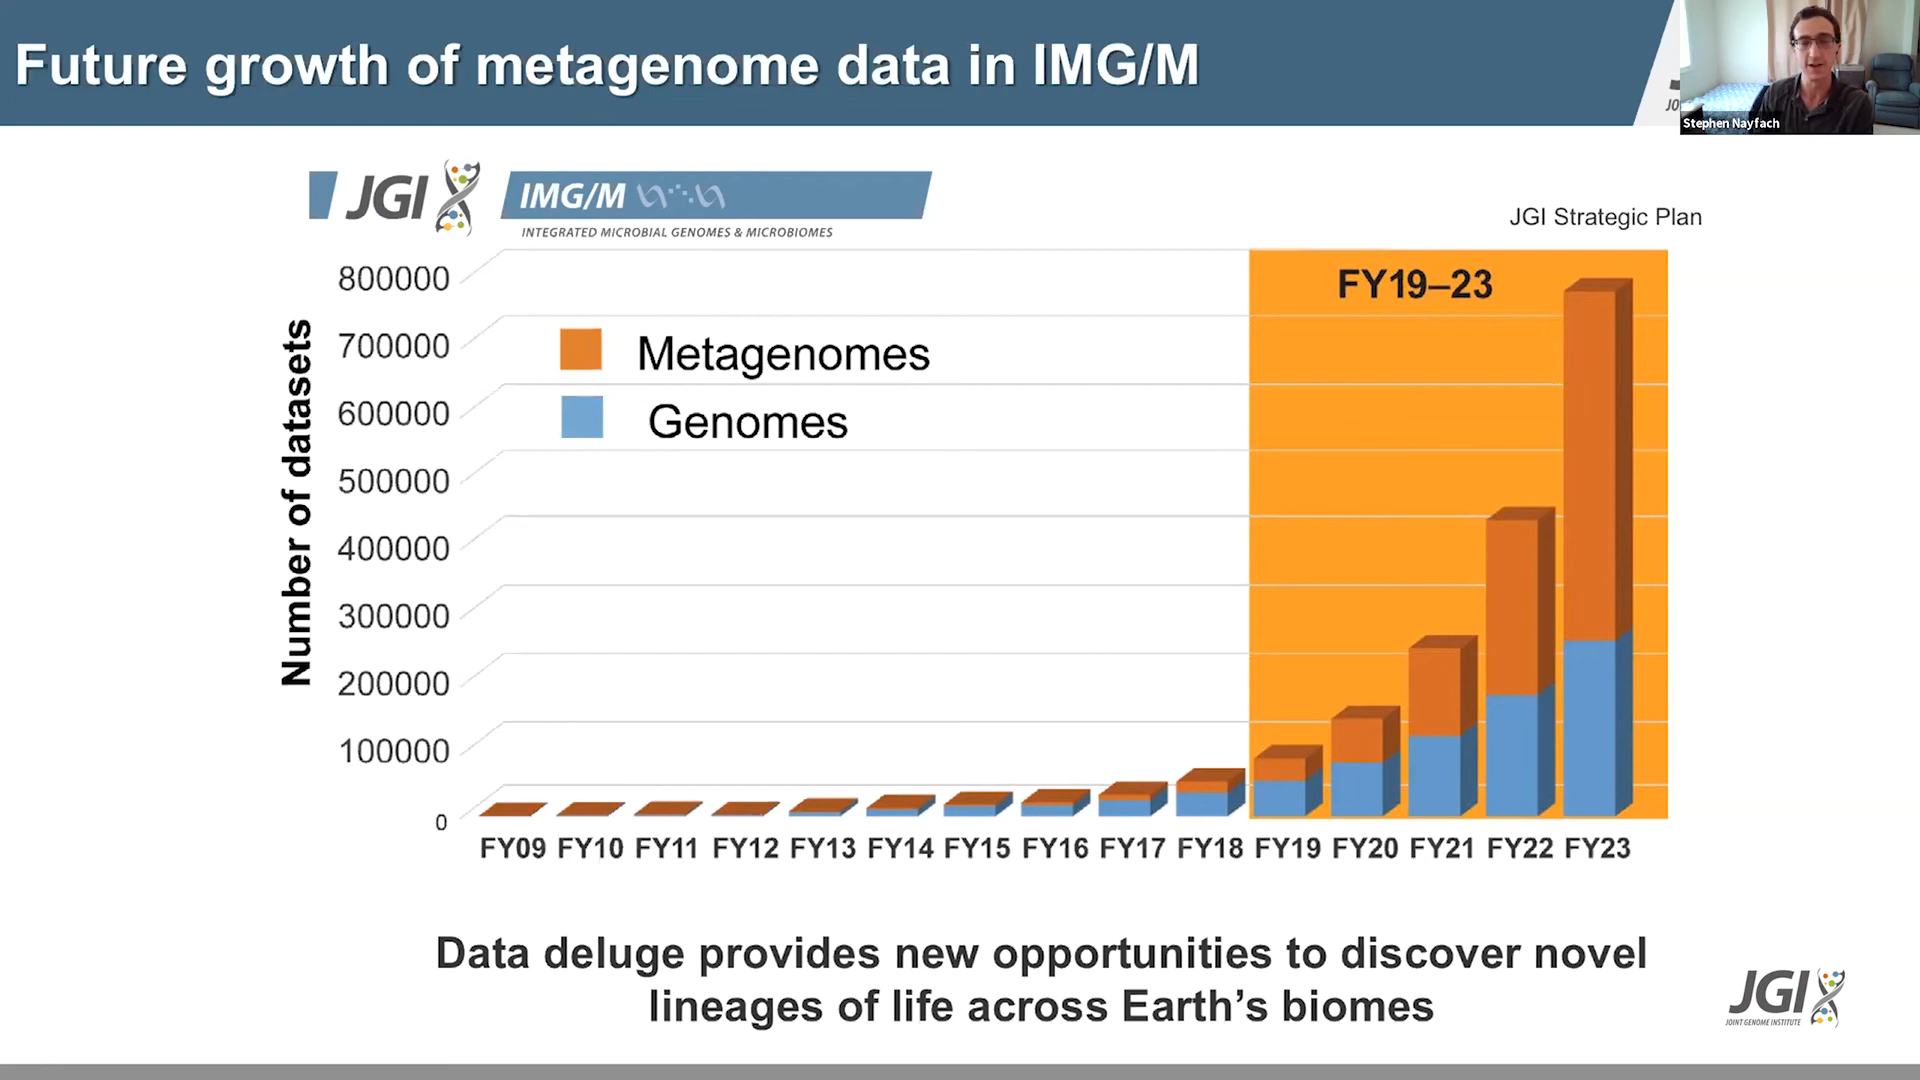 Future growth of metagenome data in IMG/M
Stephen Nayfach
JGI
IMG/M
INTEGRATED MICROBIAL GENOMES & MICROBIOMES
JGI Strategic Plan
FY19–23
Number of datasets
800000
700000
600000
500000
400000
300000
200000
100000
0
Metagenomes
Genomes
FY09 FY10 FY11 FY12 FY13 FY14 FY15 FY16 FY17 FY18 FY19 FY20 FY21 FY22 FY23
Data deluge provides new opportunities to discover novel
lineages of life across Earth’s biomes
JGI
JOINT GENOME INSTITUTE